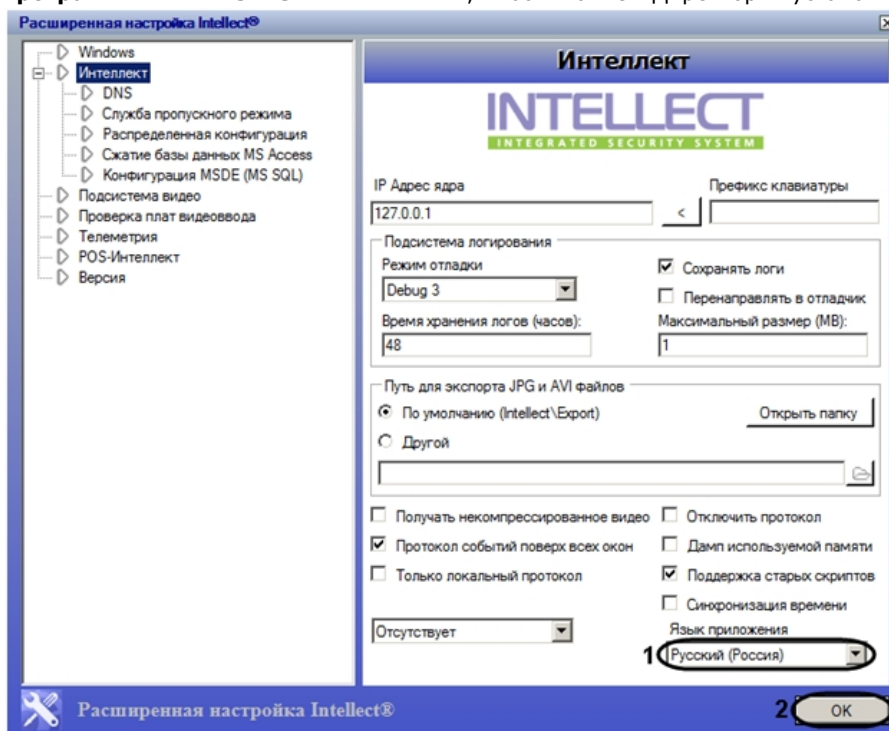 Расширенная настройка Intellect®
Windows
Интеллект
DNS
Служба пропускного режима
Распределенная конфигурация
Сжатие базы данных MS Access
Конфигурация MSDE (MS SQL)
Подсистема видео
Проверка плат видеоввода
Телеметрия
POS-Интеллект
Версия
Интеллект
INTELLECT
INTEGRATED SECURITY SYSTEM
IP Адрес ядра
Префикс клавиатуры
127.0.0.1
<
Подсистема логирования
Режим отладки
Сохранять логи
Debug 3
Перенаправлять в отладчик
Время хранения логов (часов):
Максимальный размер (МВ):
48
1
Путь для экспорта JPG и AVI файлов
По умолчанию (Intellect\Export)
Открыть папку
Другой
Получать некомпрессированное видео
Отключить протокол
Протокол событий поверх всех окон
Дамп используемой памяти
Только локальный протокол
Поддержка старых скриптов
Синхронизация времени
Отсутствует
Язык приложения
1
Русский (Россия)
Расширенная настройка Intellect®
2
OK